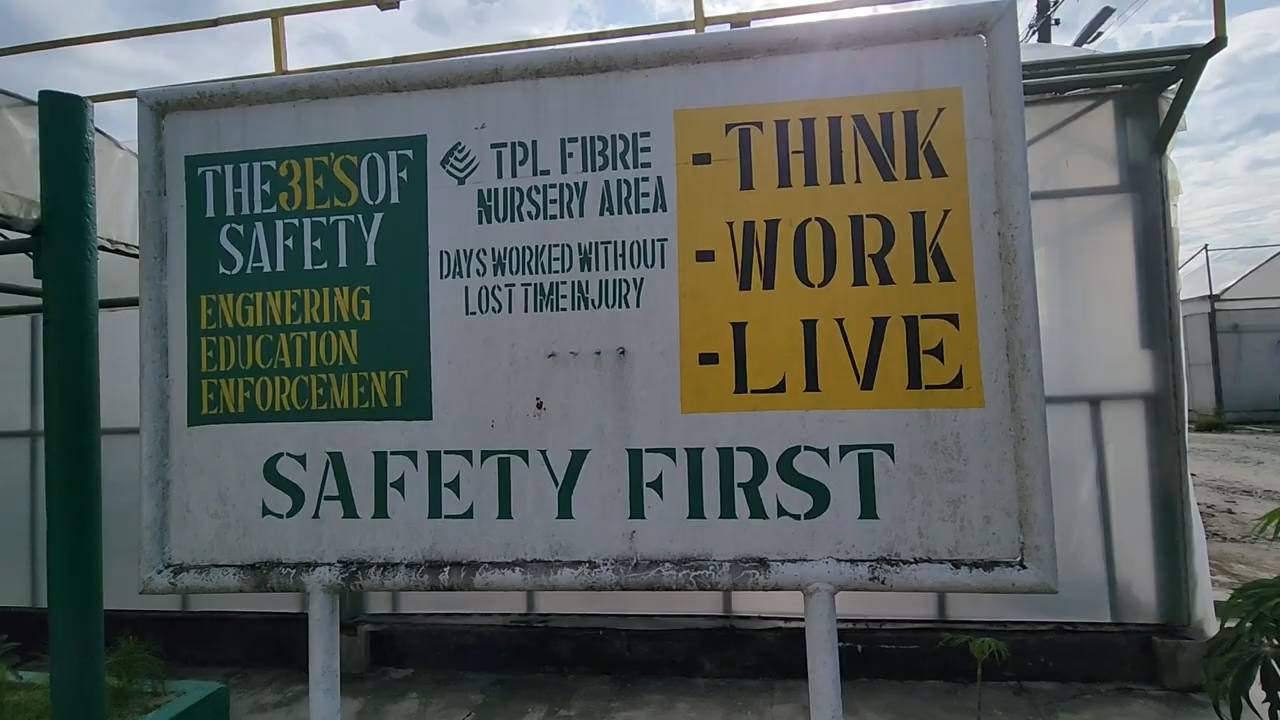 THE 3E'S OF
SAFETY
ENGINERING
EDUCATION
ENFORCEMENT
TPL FIBRE
NURSERY AREA
DAYS WORKED WITHOUT
LOST TIME INJURY
-THINK
-WORK
-LIVE
SAFETY FIRST